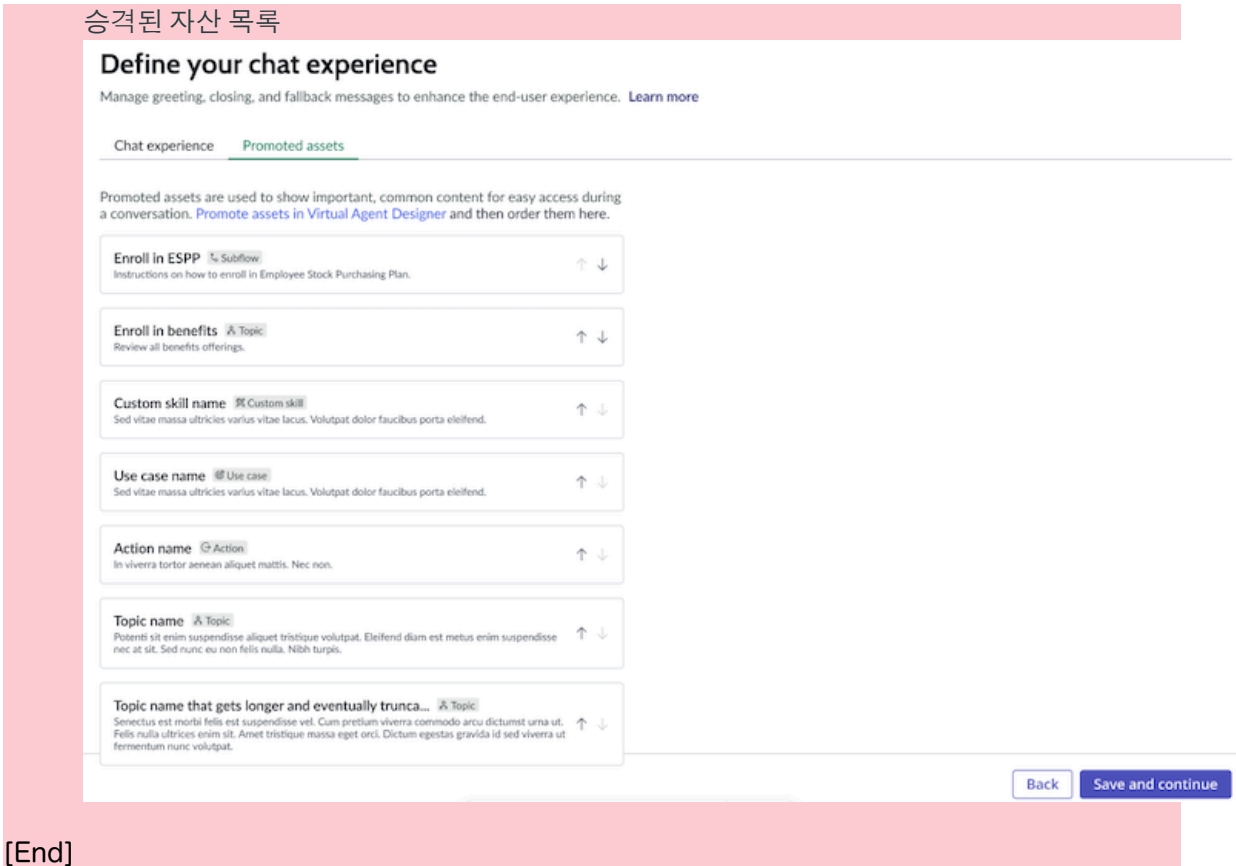 승격된 자산 목록
Define your chat experience
Manage greeting, closing, and fallback messages to enhance the end-user experience. Learn more
Chat experience Promoted assets
Promoted assets are used to show important, common content for easy access during
a conversation. Promote assets in Virtual Agent Designer and then order them here.
Enroll in ESPP Subflow
Instructions on how to enroll in Employee Stock Purchasing Plan.
Enroll in benefits Topic
Review all benefits offerings.
Custom skill name Custom skill
Sed vitae massa ultricies varius vitae lacus. Volutpat dolor faucibus porta eleifend.
Use case name Use case
Sed vitae massa ultricies varius vitae lacus. Volutpat dolor faucibus porta eleifend.
Action name Action
In viverra tortor aenean aliquet mattis. Nec non.
Topic name Topic
Potenti sit enim suspendisse aliquet tristique volutpat. Eleifend diam est metus enim suspendisse
nec at sit. Sed nunc eu non felis nulla. Nibh turpis.
Topic name that gets longer and eventually trunca... Topic
Senectus est morbi felis est suspendisse vel. Cum pretium viverra commodo arcu dictumst urna ut.
Felis nulla ultrices enim sit. Amet tristique massa eget orci. Dictum egestas gravida id sed viverra ut
fermentum nunc volutpat.
Back Save and continue
[End]